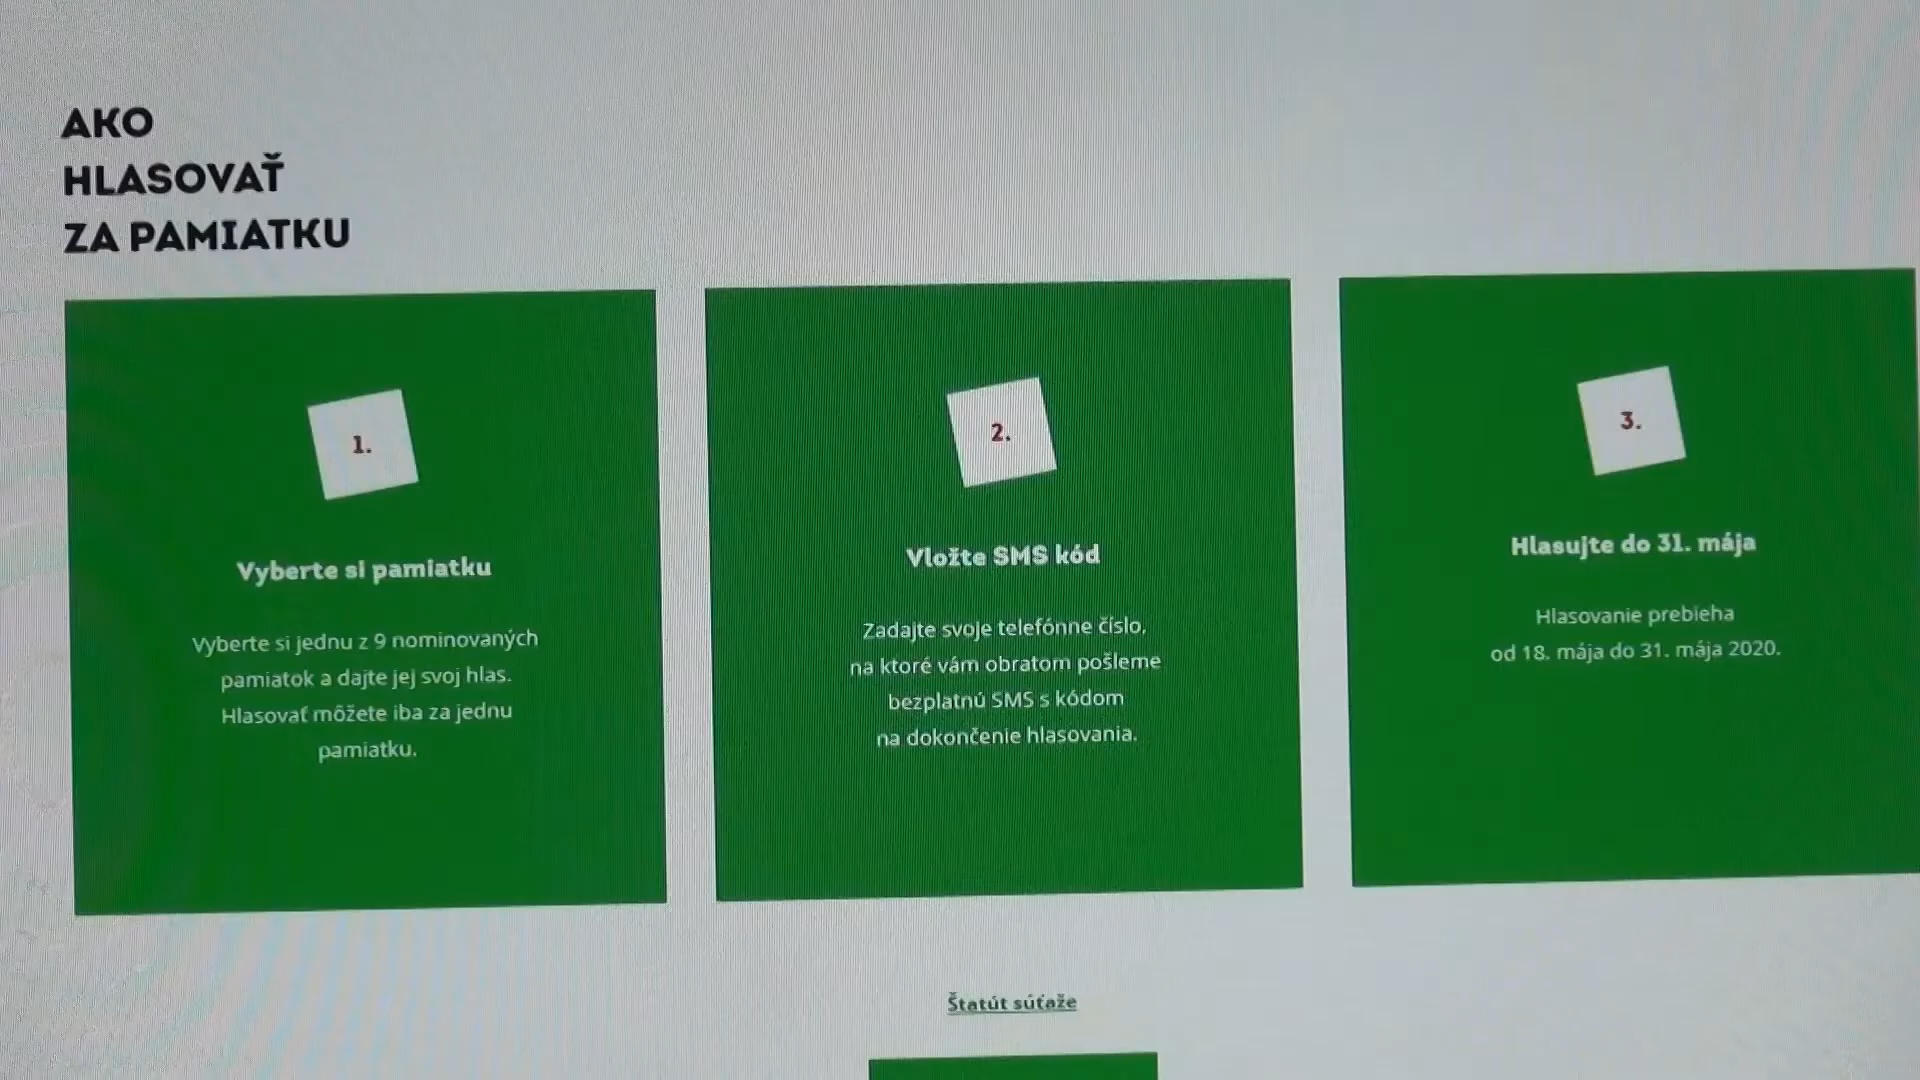 AKO
HLASOVAŤ
ZA PAMIATKU
1.
Vyberte si pamiatku
Vyberte si jednu z 9 nominovaných
pamiatok a dajte jej svoj hlas.
Hlasovať môžete iba za jednu
pamiatku.
2.
Vložte SMS kód
Zadajte svoje telefónne číslo,
na ktoré vám obratom pošleme
bezplatnú SMS s kódom
na dokončenie hlasovania.
3.
Hlasujte do 31. mája
Hlasovanie prebieha
od 18. mája do 31. mája 2020.
Štatút súťaže